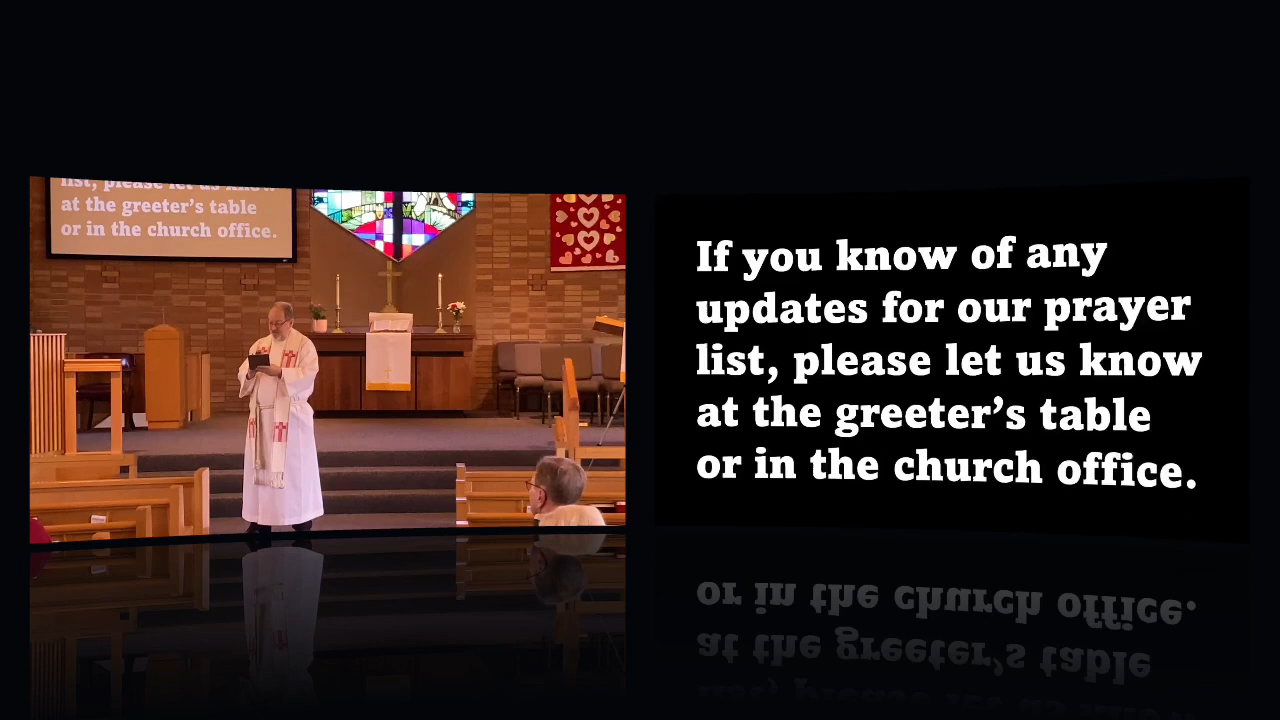 list, please let us know
at the greeter's table
or in the church office.
If you know of any
updates for our prayer
list, please let us know
at the greeter’s table
or in the church office.